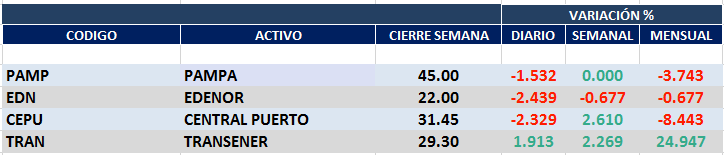 VARIACIÓN %
CODIGO ACTIVO CIERRE SEMANA DIARIO SEMANAL MENSUAL
PAMP PAMPA 45.00 -1.532 0.000 -3.743
EDN EDENOR 22.00 -2.439 -0.677 -0.677
CEPU CENTRAL PUERTO 31.45 -2.329 2.610 -8.443
TRAN TRANSENER 29.30 1.913 2.269 24.947